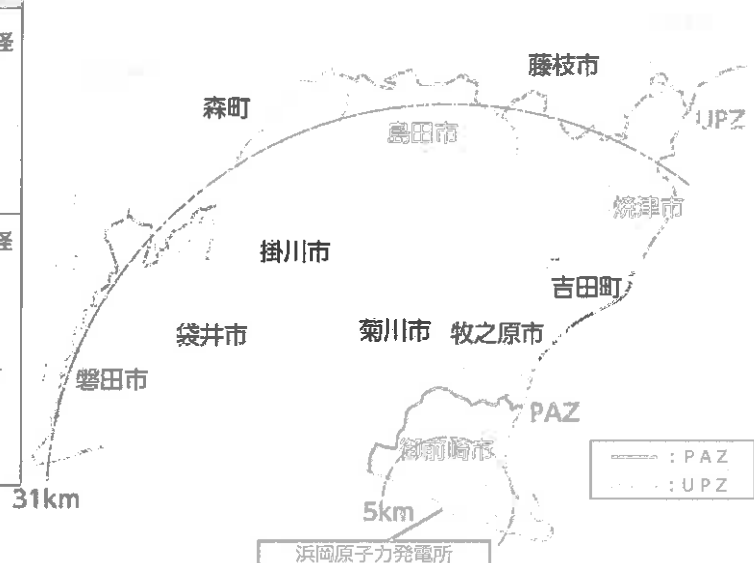 径
藤枝市
森町
UPZ
島田市
焼津市
径
掛川市
吉田町
袋井市
菊川市
牧之原市
磐田市
PAZ
御前崎市
: PAZ
: UPZ
31km
5km
浜岡原子力発電所